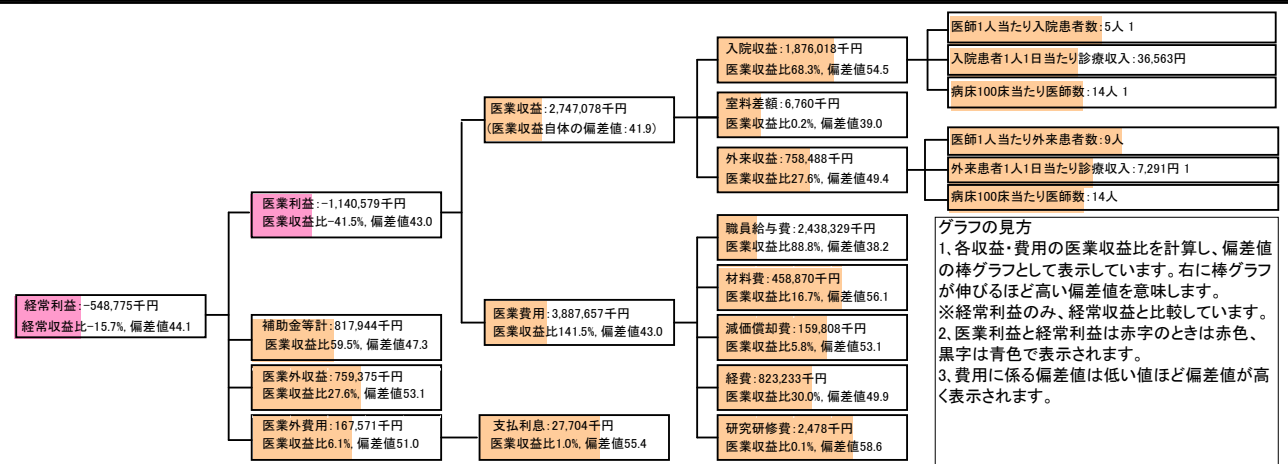 経常利益:-548,775千円
経常収益比-15.7%, 偏差値44.1
医業利益:-1,140,579千円
医業収益比-41.5%, 偏差値43.0
補助金等計:817,944千円
医業収益比59.5%, 偏差値47.3
医業外収益:759,375千円
医業収益比27.6%, 偏差値53.1
医業外費用:167,571千円
医業収益比6.1%, 偏差値51.0
医業収益:2,747,078千円
(医業収益自体の偏差値:41.9)
医業費用:3,887,657千円
医業収益比141.5%, 偏差値43.0
支払利息:27,704千円
医業収益比1.0%, 偏差値55.4
入院収益:1,876,018千円
医業収益比68.3%, 偏差値54.5
室料差額:6,760千円
医業収益比0.2%, 偏差値39.0
外来収益:758,488千円
医業収益比27.6%, 偏差値49.4
職員給与費:2,438,329千円
医業収益比88.8%, 偏差値38.2
材料費:458,870千円
医業収益比16.7%, 偏差値56.1
減価償却費:159,808千円
医業収益比5.8%, 偏差値53.1
経費:823,233千円
医業収益比30.0%, 偏差値49.9
研究研修費:2,478千円
医業収益比0.1%, 偏差値58.6
医師1人当たり入院患者数:5人 1
入院患者1人1日当たり診療収入:36,563円
病床100床当たり医師数:14人 1
医師1人当たり外来患者数:9人
外来患者1人1日当たり診療収入:7,291円 1
病床100床当たり医師数:14人
グラフの見方
1、各収益・費用の医業収益比を計算し、偏差値
の棒グラフとして表示しています。右に棒グラフ
が伸びるほど高い偏差値を意味します。
※経常利益のみ、経常収益と比較しています。
2、医業利益と経常利益は赤字のときは赤色、
黒字は青色で表示されます。
3、費用に係る偏差値は低い値ほど偏差値が高
く表示されます。